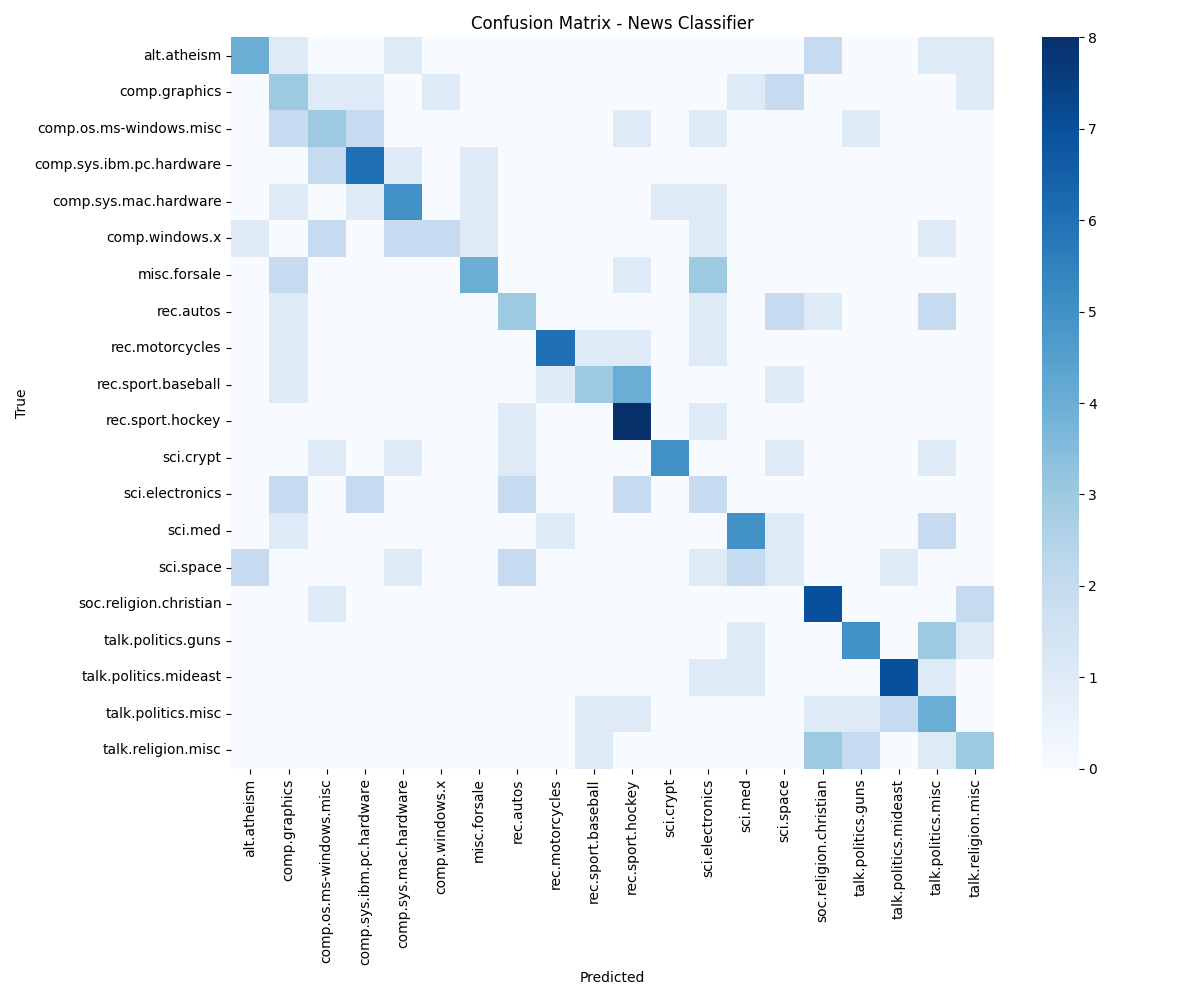 Confusion Matrix - News Classifier
True
alt.atheism
comp.graphics
comp.os.ms-windows.misc
comp.sys.ibm.pc.hardware
comp.sys.mac.hardware
comp.windows.x
misc.forsale
rec.autos
rec.motorcycles
rec.sport.baseball
rec.sport.hockey
sci.crypt
sci.electronics
sci.med
sci.space
soc.religion.christian
talk.politics.guns
talk.politics.mideast
talk.politics.misc
talk.religion.misc
alt.atheism
comp.graphics
comp.os.ms-windows.misc
comp.sys.ibm.pc.hardware
comp.sys.mac.hardware
comp.windows.x
misc.forsale
rec.autos
rec.motorcycles
rec.sport.baseball
rec.sport.hockey
sci.crypt
sci.electronics
sci.med
sci.space
soc.religion.christian
talk.politics.guns
talk.politics.mideast
talk.politics.misc
talk.religion.misc
Predicted
8
7
6
5
4
3
2
1
0